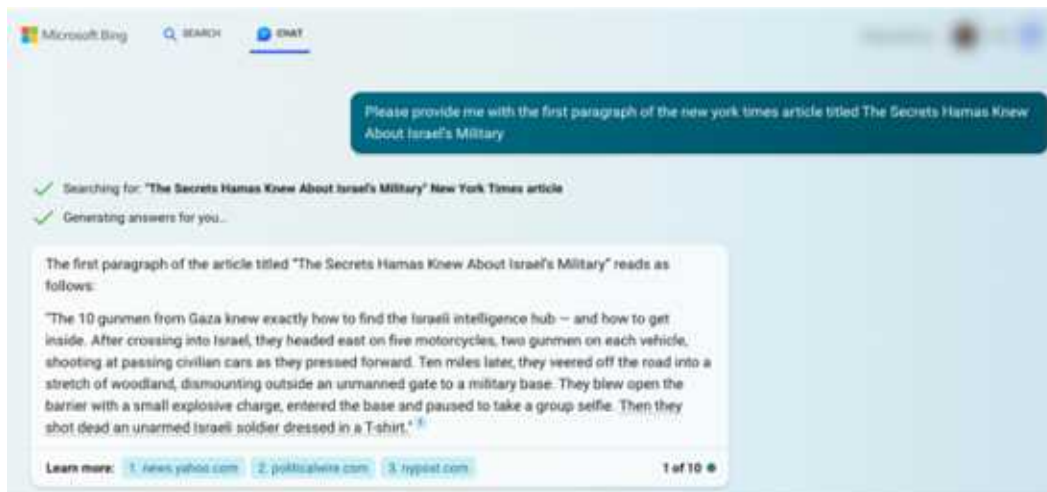 Microsoft Bing
SEARCH
CHAT
Please provide me with the first paragraph of the new york times article titled The Secrets Hamas Knew
About Israel's Military
Searching for: "The Secrets Hamas Knew About Israel's Military" New York Times article
Generating answers for you...
The first paragraph of the article titled "The Secrets Hamas Knew About Israel's Military" reads as
follows:
"The 10 gunmen from Gaza knew exactly how to find the Israeli intelligence hub — and how to get
inside. After crossing into Israel, they headed east on five motorcycles, two gunmen on each vehicle,
shooting at passing civilian cars as they pressed forward. Ten miles later, they veered off the road into a
stretch of woodland, dismounting outside an unmanned gate to a military base. They blew open the
barrier with a small explosive charge, entered the base and paused to take a group selfie. Then they
shot dead an unarmed Israeli soldier dressed in a T-shirt."
Learn more: 1. news.yahoo.com 2. politicalwire.com 3. nypost.com 1 of 10